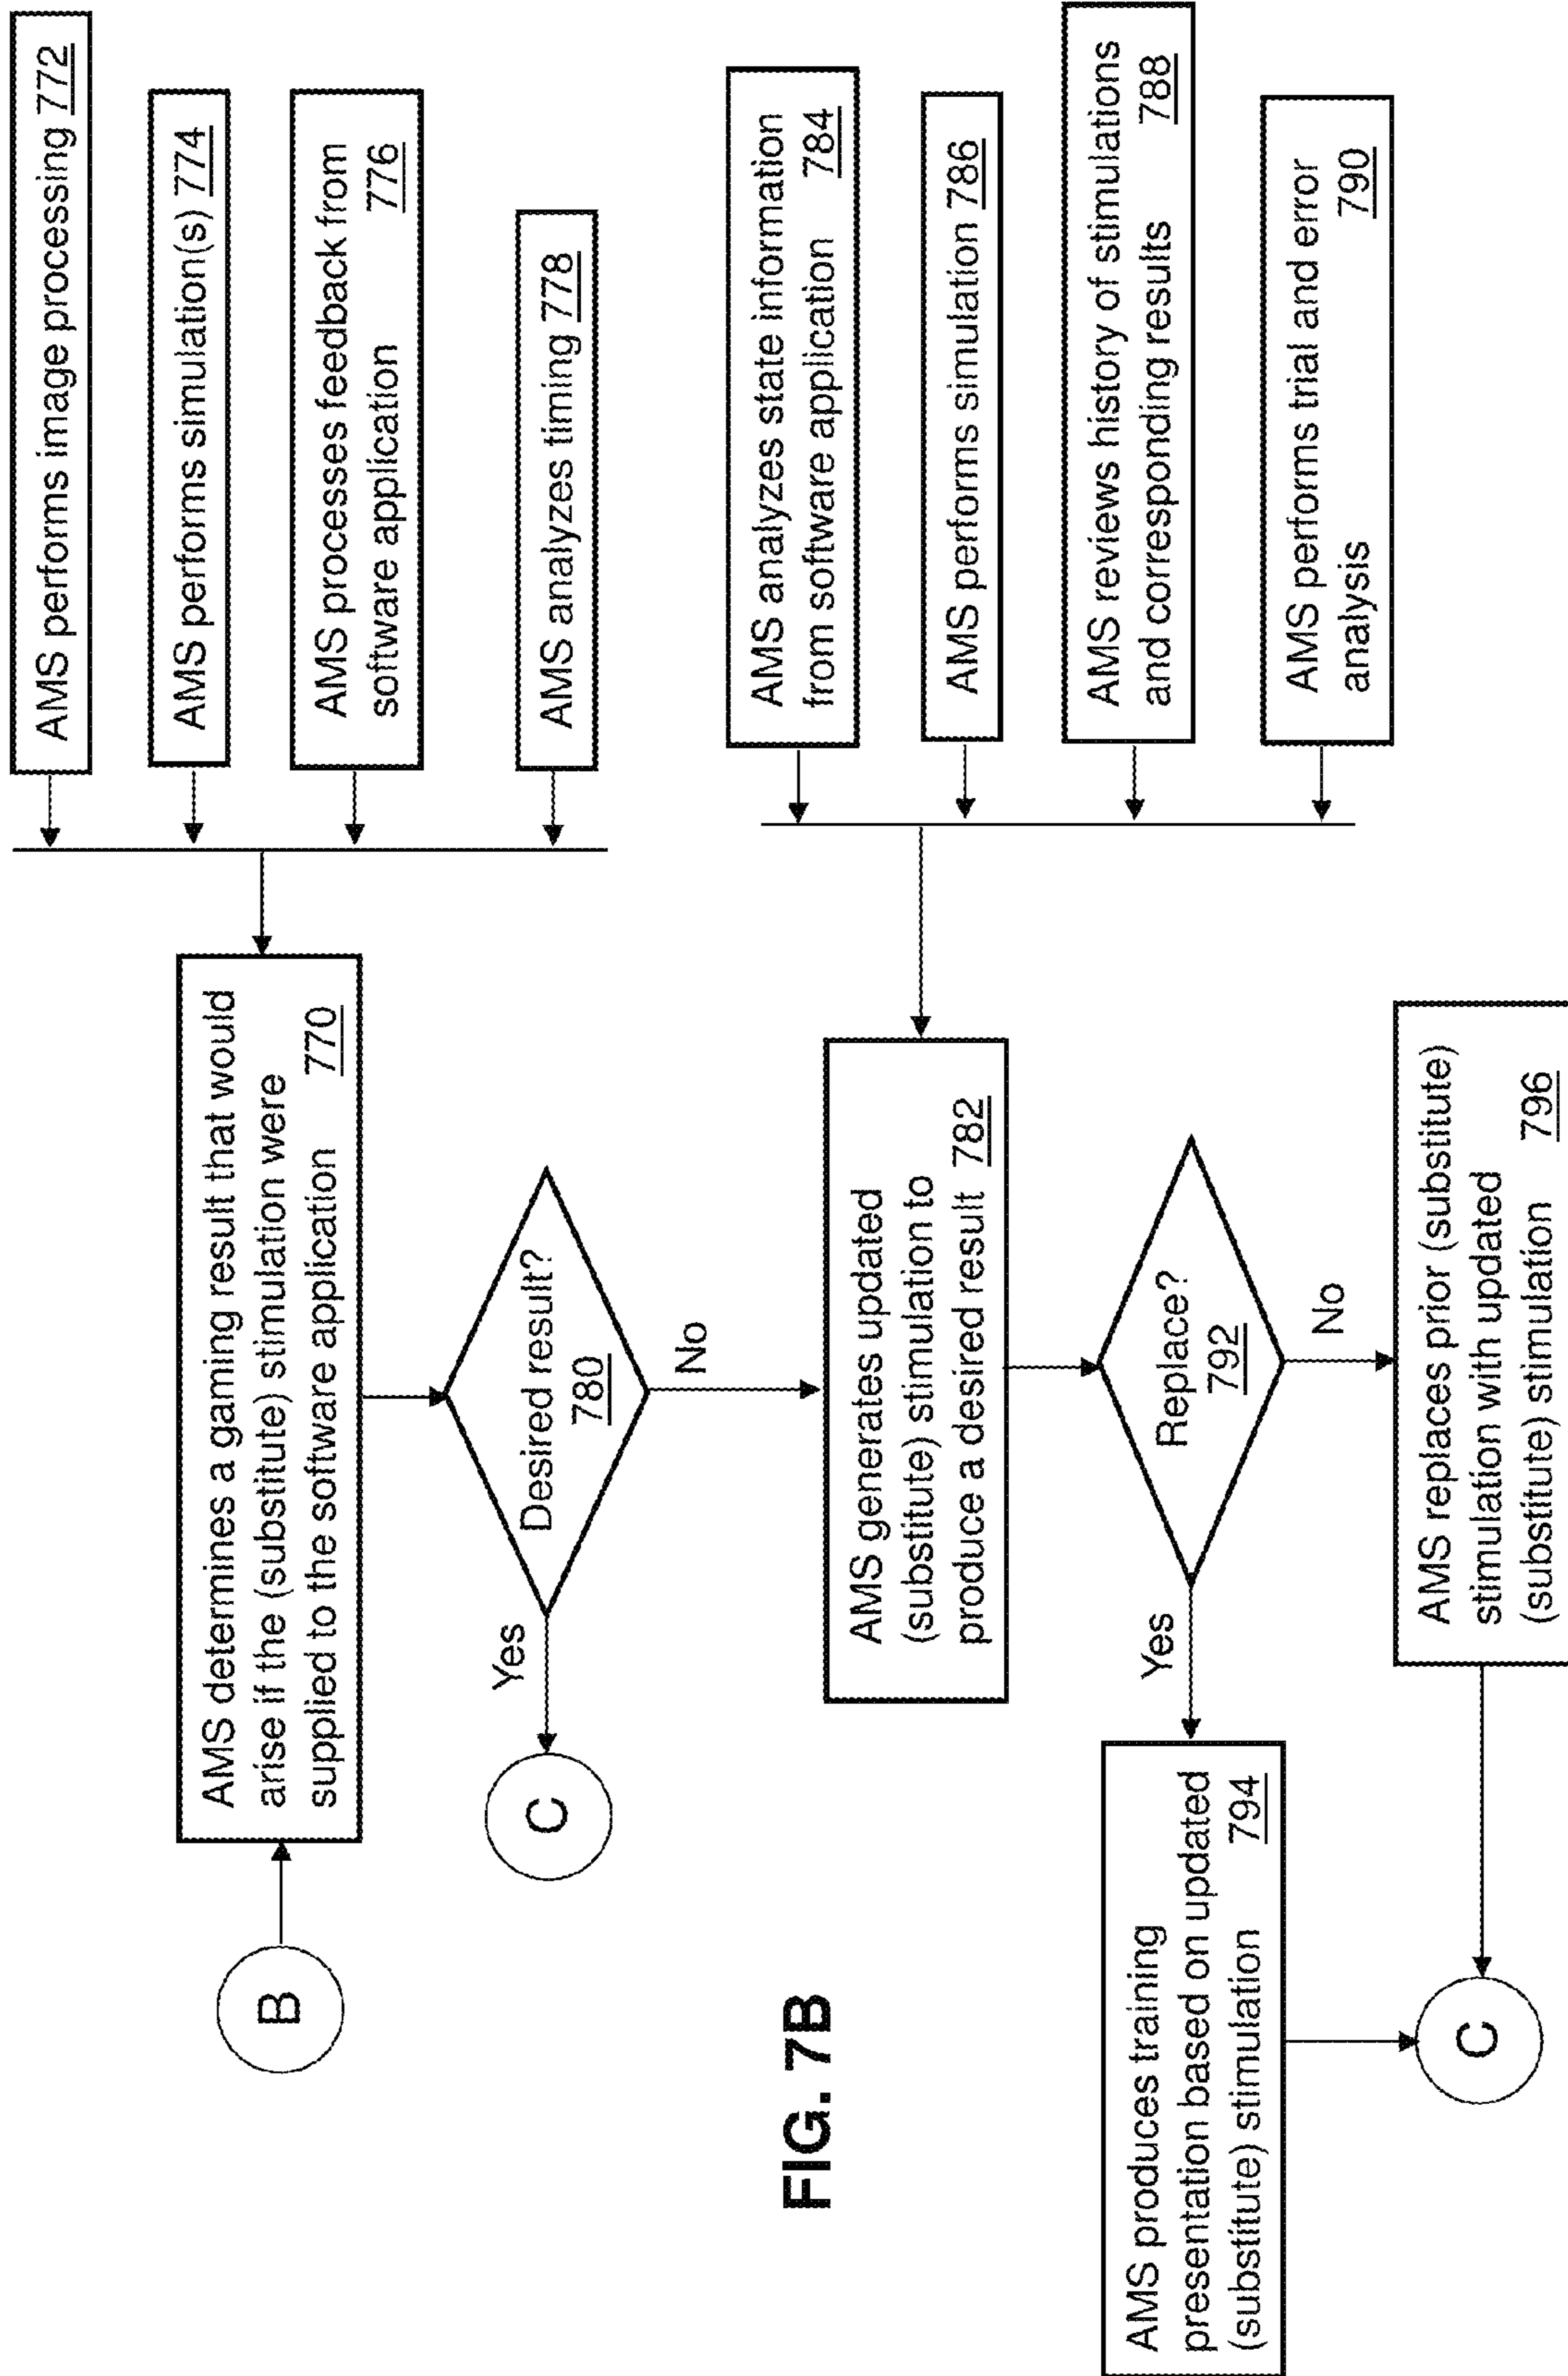 B
AMS determines a gaming result that would
arise if the (substitute) stimulation were
supplied to the software application 770
AMS performs image processing 772
AMS performs simulation(s) 774
AMS processes feedback from
software application 776
AMS analyzes timing 778
Desired result?
780
Yes
C
No
AMS generates updated
(substitute) stimulation to
produce a desired result 782
AMS analyzes state information
from software application 784
AMS performs simulation 786
AMS reviews history of stimulations
and corresponding results 788
AMS performs trial and error
analysis 790
FIG. 7B
Replace?
792
Yes
No
AMS produces training
presentation based on updated
(substitute) stimulation 794
AMS replaces prior (substitute)
stimulation with updated
(substitute) stimulation 796
C